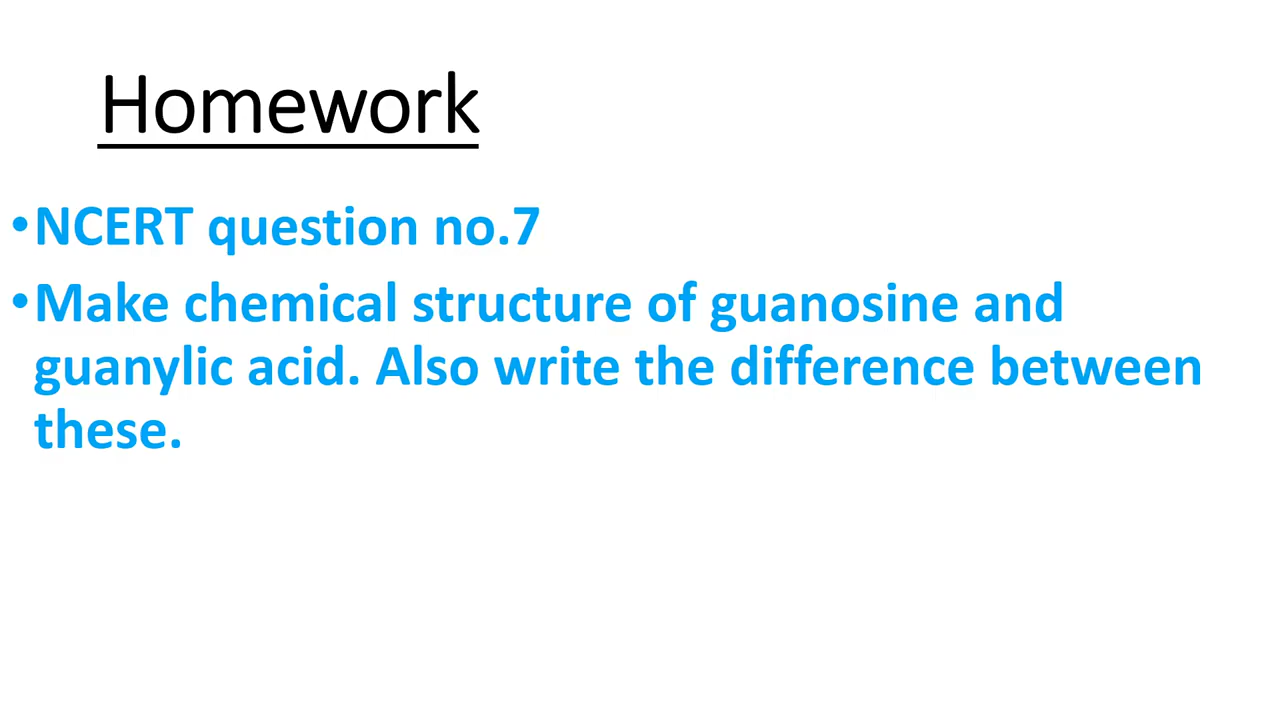 Homework
•NCERT question no.7
•Make chemical structure of guanosine and
guanylic acid. Also write the difference between
these.